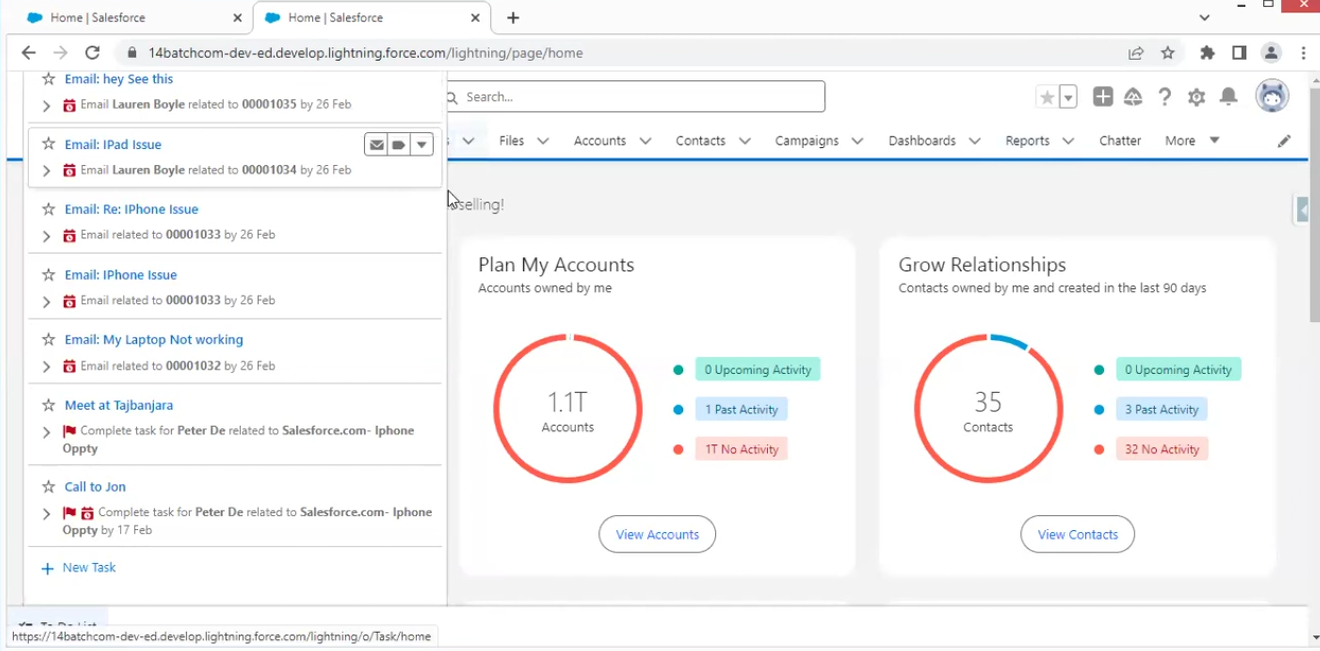 Home | Salesforce
Home | Salesforce
14batchcom-dev-ed.develop.lightning.force.com/lightning/page/home
Email: hey See this
Email Lauren Boyle related to 00001035 by 26 Feb
Email: IPad Issue
Email Lauren Boyle related to 00001034 by 26 Feb
Email: Re: IPhone Issue
Email related to 00001033 by 26 Feb
Email: IPhone Issue
Email related to 00001033 by 26 Feb
Email: My Laptop Not working
Email related to 00001032 by 26 Feb
Meet at Tajbanjara
Complete task for Peter De related to Salesforce.com- Iphone
Oppty
Call to Jon
Complete task for Peter De related to Salesforce.com- Iphone
Oppty by 17 Feb
New Task
To Do List
https://14batchcom-dev-ed.develop.lightning.force.com/lightning/o/Task/home
Search...
Files Accounts Contacts Campaigns Dashboards Reports Chatter More
selling!
Plan My Accounts
Accounts owned by me
1.1T
Accounts
0 Upcoming Activity
1 Past Activity
1T No Activity
View Accounts
Grow Relationships
Contacts owned by me and created in the last 90 days
35
Contacts
0 Upcoming Activity
3 Past Activity
32 No Activity
View Contacts